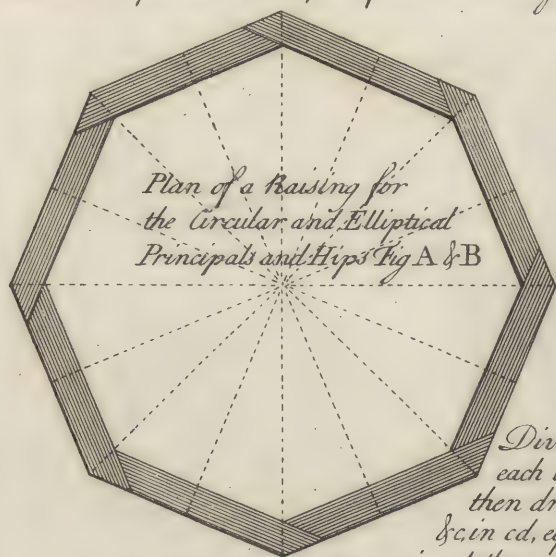 Plan of a Raising for
the Circular and Elliptical
Principals and Hips Fig A & B
Div
each
then dr
&c, in cd, e